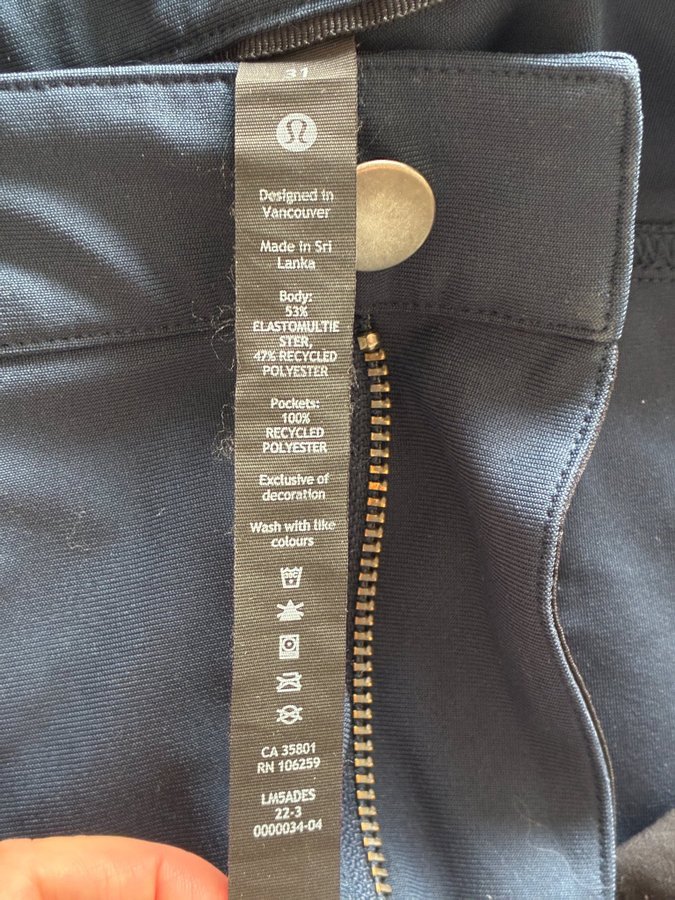 31
Designed in
Vancouver
Made in Sri
Lanka
Body:
53%
ELASTOMULTIE
STER,
47% RECYCLED
POLYESTER
Pockets:
100%
RECYCLED
POLYESTER
Exclusive of
decoration
Wash with like
colours
30C
CA 35801
RN 106259
LM5ADES
22-3
0000034-04